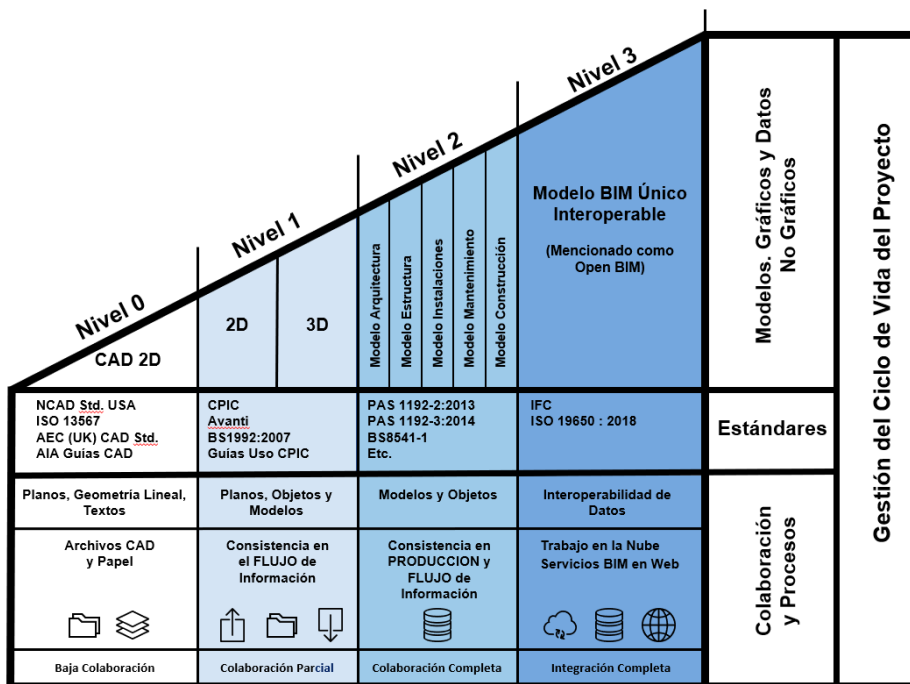 Nivel 0
Nivel 1
Nivel 2
Nivel 3
CAD 2D
2D
3D
Modelo Arquitectura
Modelo Estructura
Modelo Instalaciones
Modelo Mantenimiento
Modelo Construcción
Modelo BIM Único
Interoperable
(Mencionado como
Open BIM)
Modelos. Gráficos y Datos
No Gráficos
Gestión del Ciclo de Vida del Proyecto
NCAD Std. USA
ISO 13567
AEC (UK) CAD Std.
AIA Guías CAD
CPIC
Avanti
BS1992:2007
Guías Uso CPIC
PAS 1192-2:2013
PAS 1192-3:2014
BS8541-1
Etc.
IFC
ISO 19650 : 2018
Estándares
Planos, Geometría Lineal,
Textos
Planos, Objetos y
Modelos
Modelos y Objetos
Interoperabilidad de
Datos
Archivos CAD
y Papel
Consistencia en
el FLUJO de
Información
Consistencia en
PRODUCCION y
FLUJO de
Información
Trabajo en la Nube
Servicios BIM en Web
Colaboración
y Procesos
Baja Colaboración
Colaboración Parcial
Colaboración Completa
Integración Completa